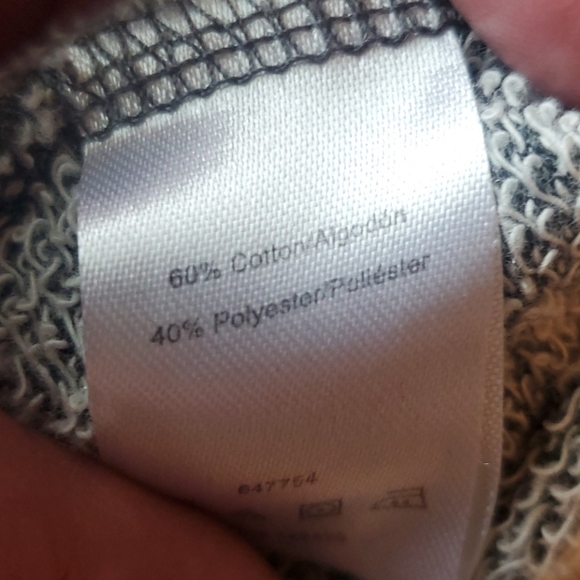 60% Cotton/Algodón
40% Polyester/Poliéster
647754